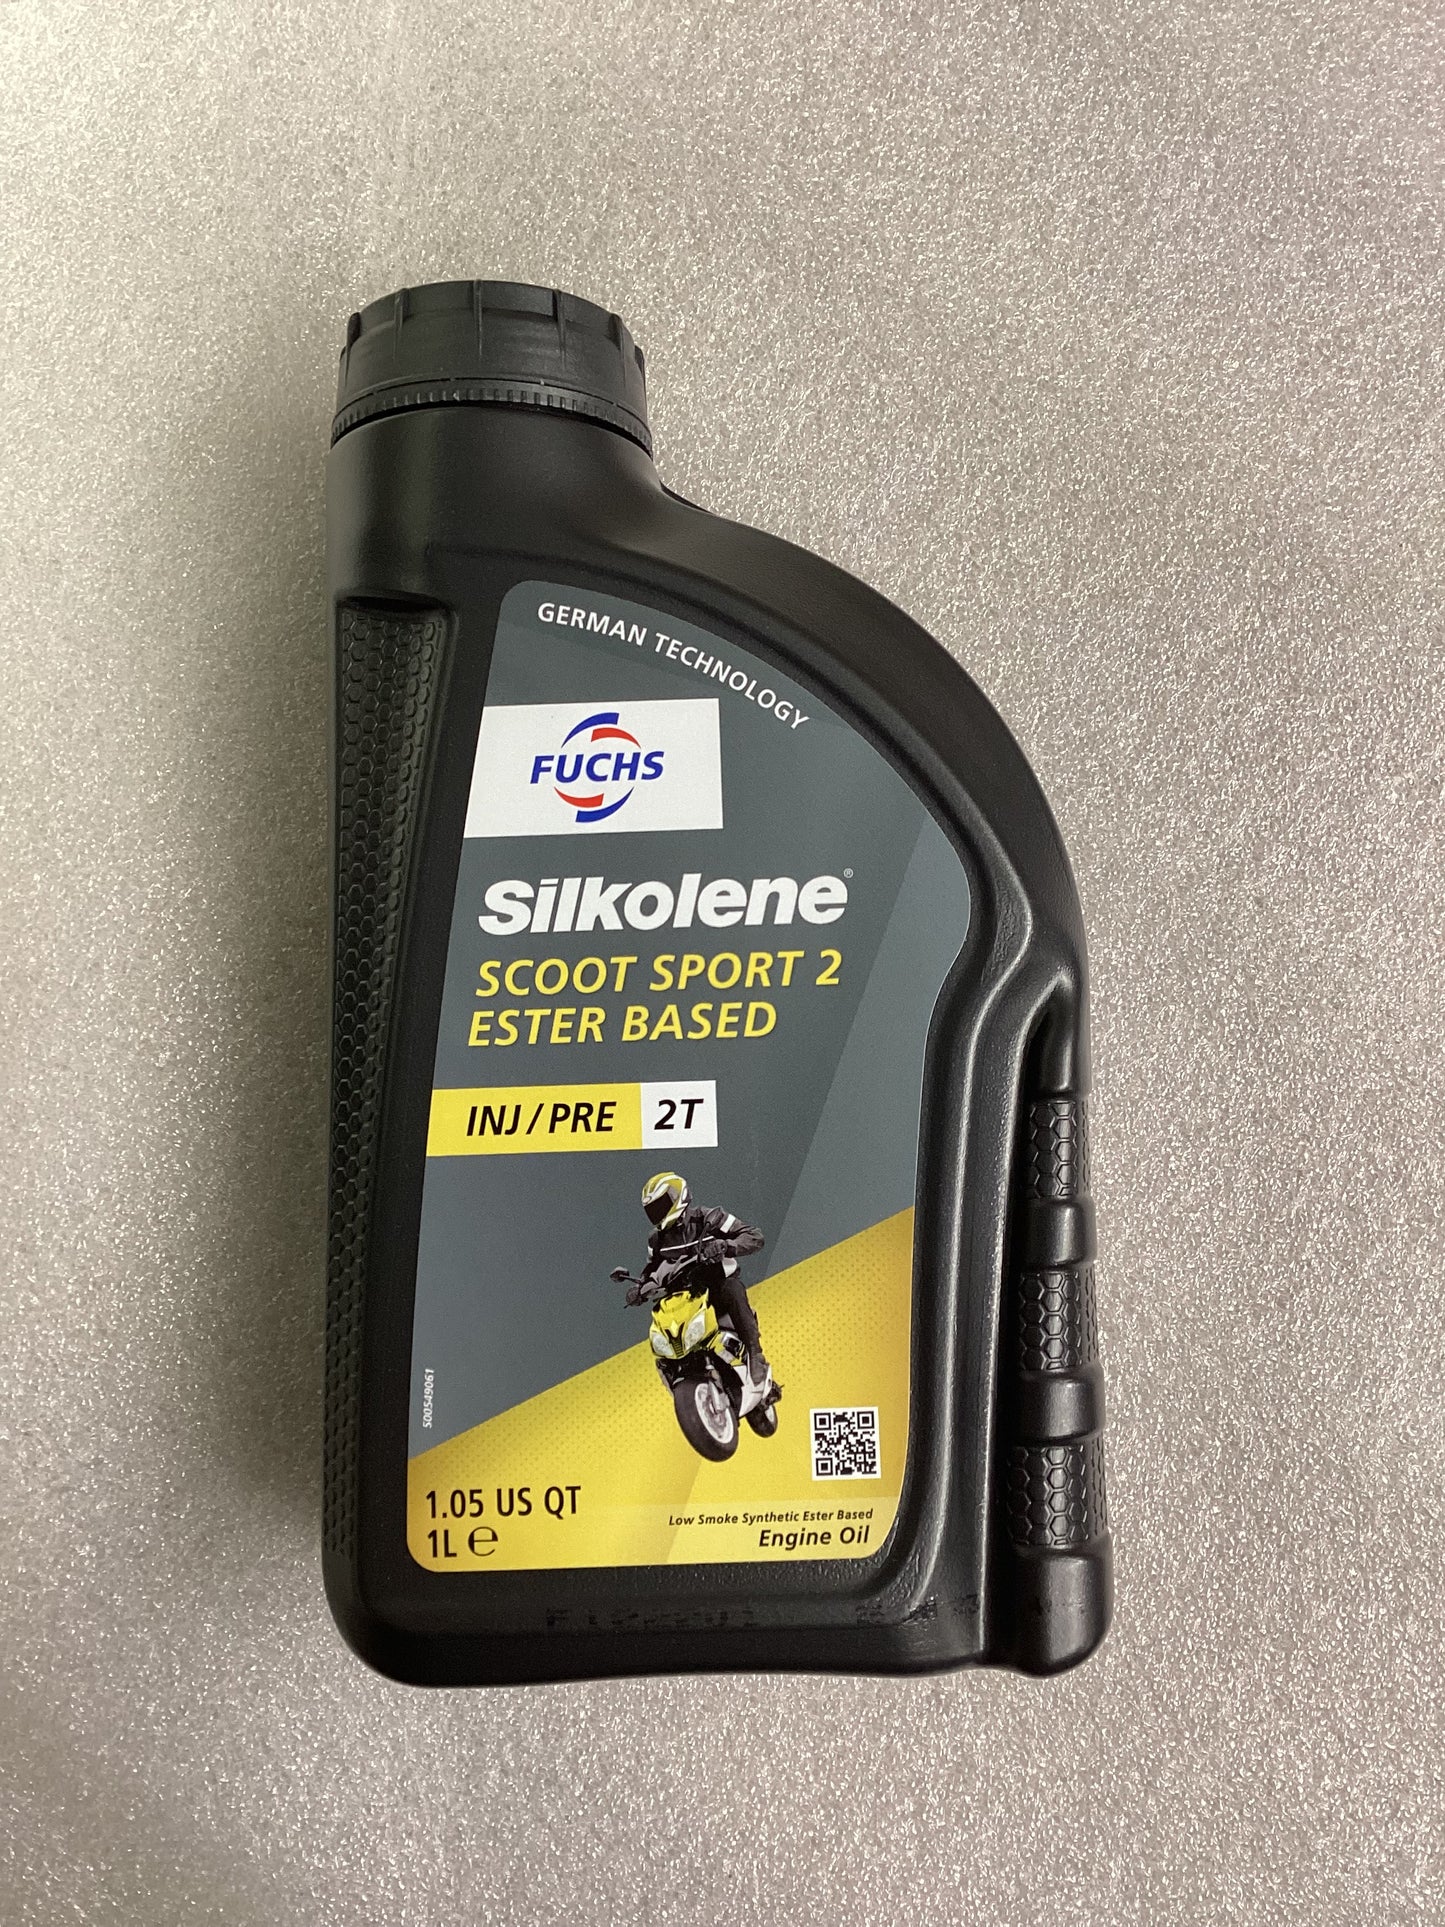 GERMAN TECHNOLOGY
FUCHS
Silkolene®
SCOOT SPORT 2
ESTER BASED
INJ / PRE 2T
500549061
1.05 US QT
1L ℮
Low Smoke Synthetic Ester Based
Engine Oil